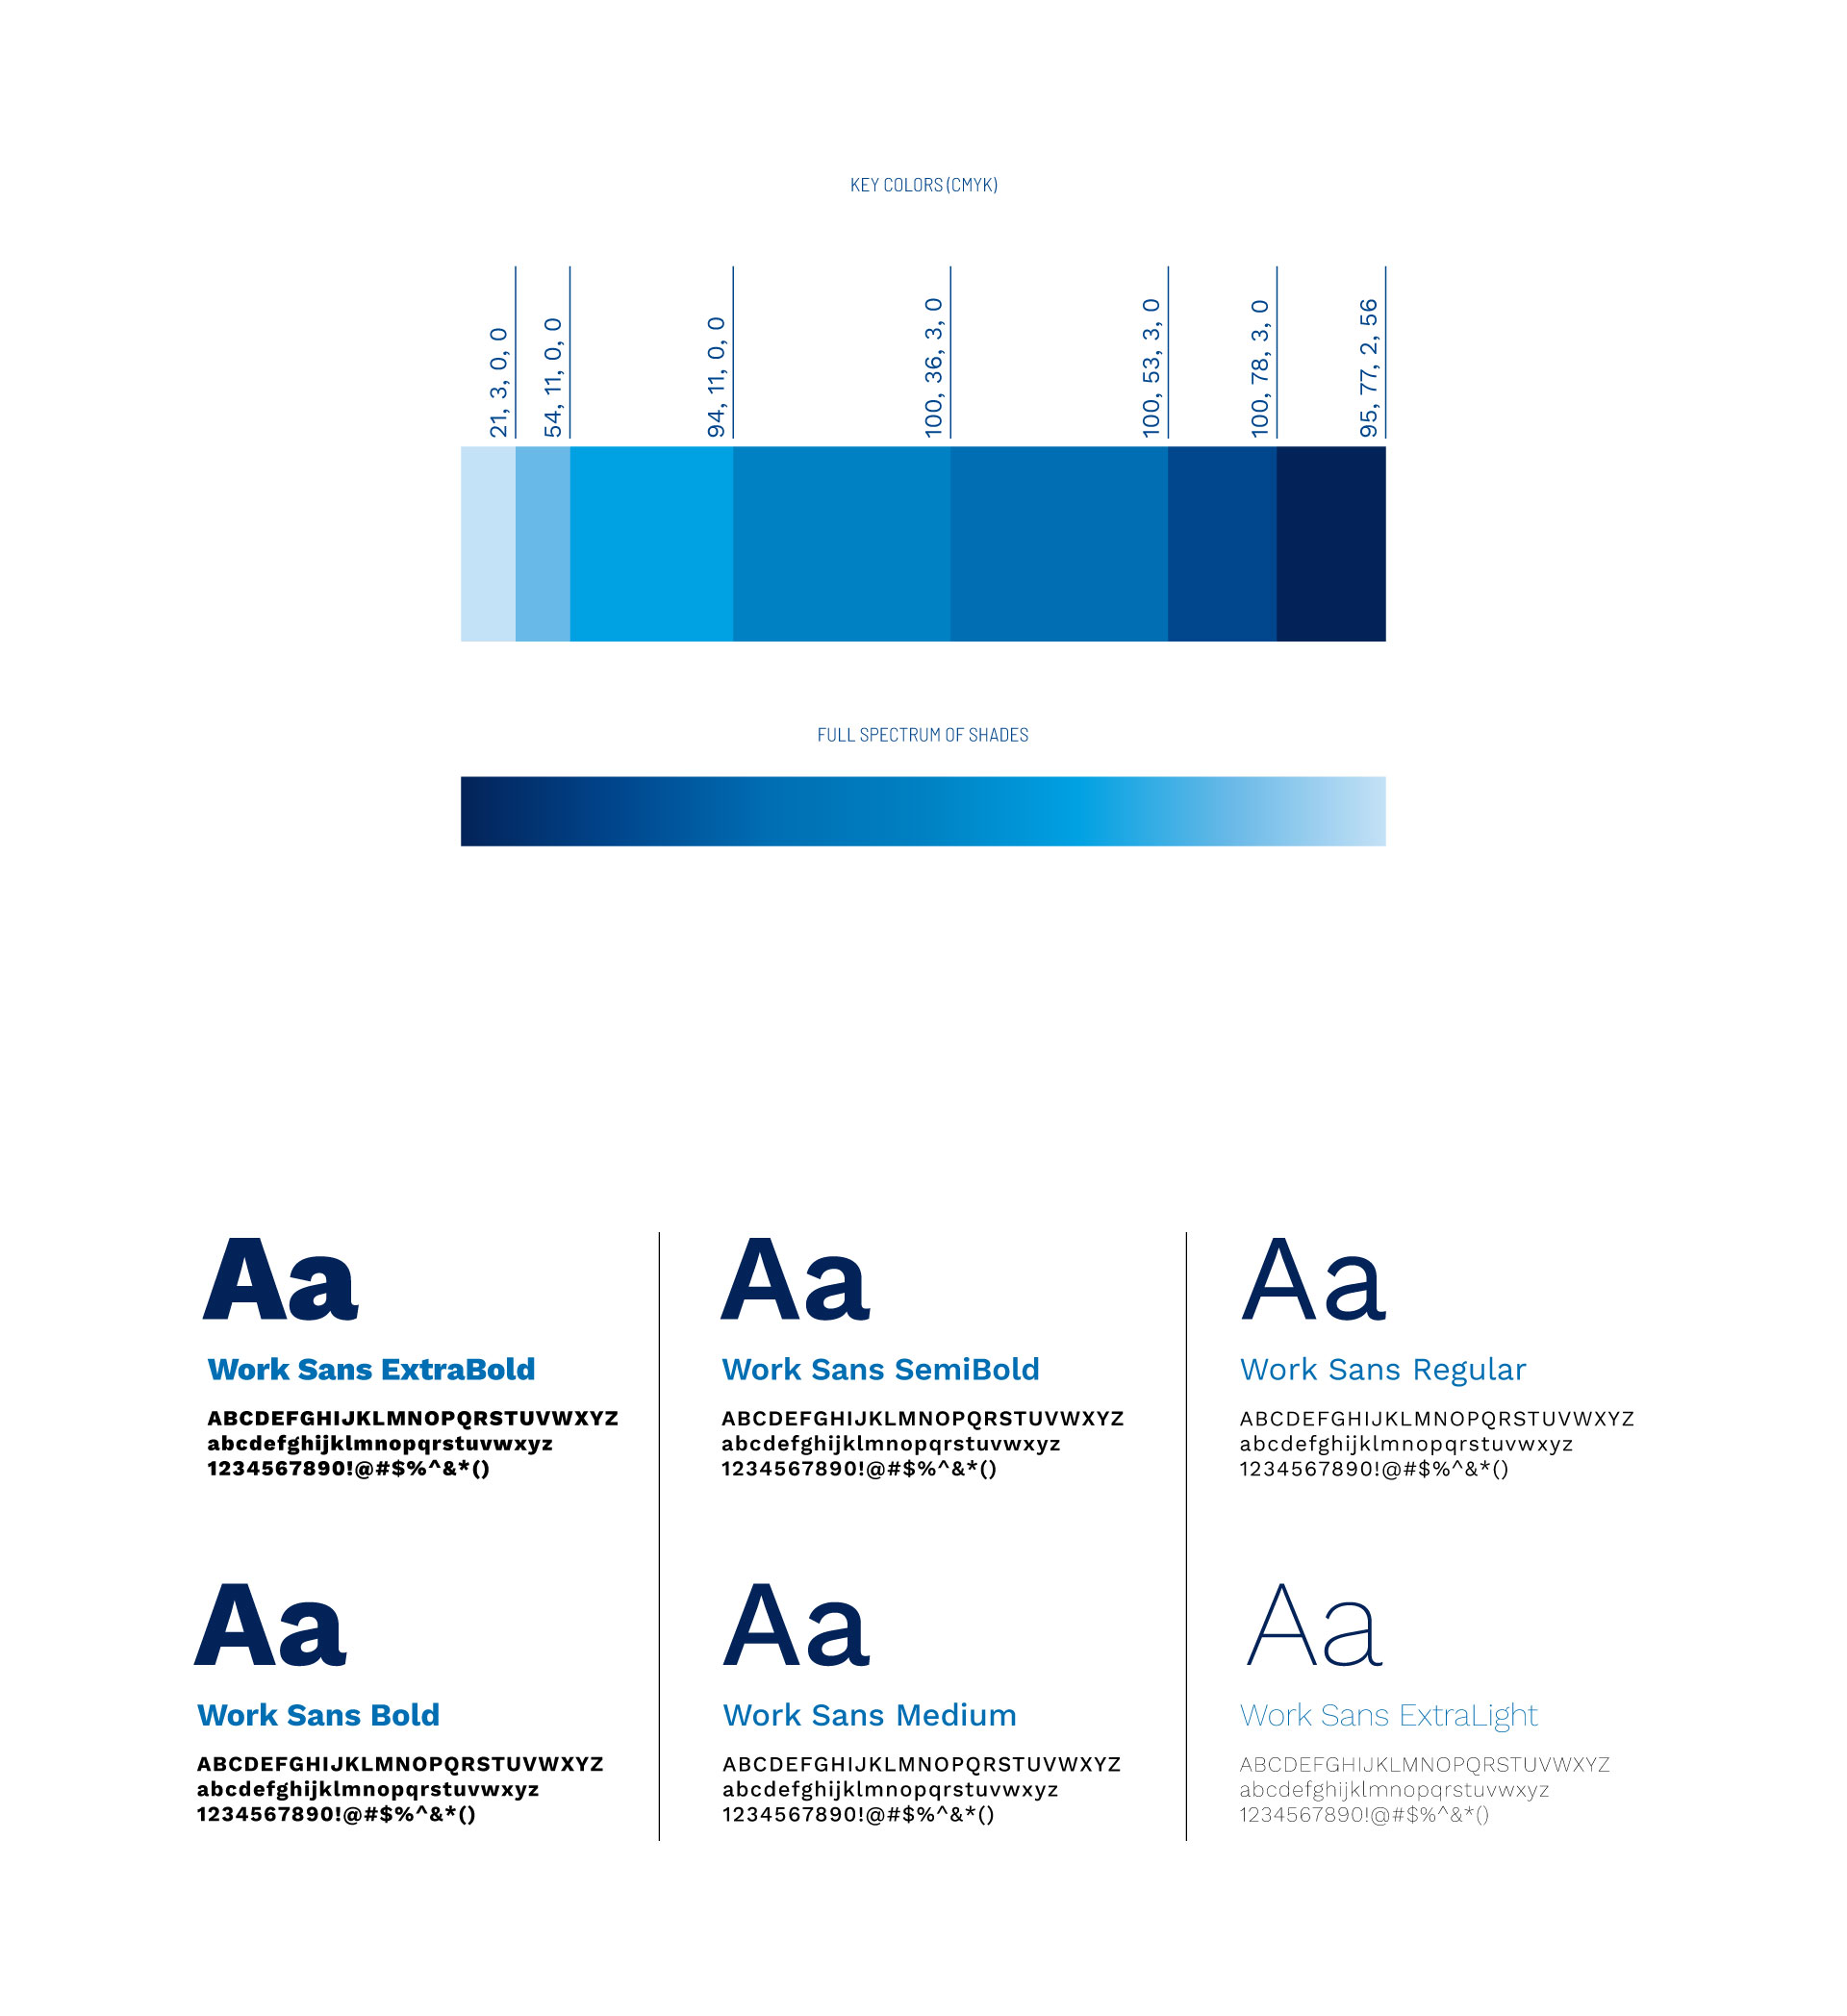 KEY COLORS (CMYK)
21, 3, 0, 0
54, 11, 0, 0
94, 11, 0, 0
100, 36, 3, 0
100, 53, 3, 0
100, 78, 3, 0
95, 77, 2, 56
FULL SPECTRUM OF SHADES
Aa
Work Sans ExtraBold
ABCDEFGHIJKLMNOPQRSTUVWXYZ
abcdefghijklmnopqrstuvwxyz
1234567890!@#$%^&*()
Aa
Work Sans Bold
ABCDEFGHIJKLMNOPQRSTUVWXYZ
abcdefghijklmnopqrstuvwxyz
1234567890!@#$%^&*()
Aa
Work Sans SemiBold
ABCDEFGHIJKLMNOPQRSTUVWXYZ
abcdefghijklmnopqrstuvwxyz
1234567890!@#$%^&*()
Aa
Work Sans Medium
ABCDEFGHIJKLMNOPQRSTUVWXYZ
abcdefghijklmnopqrstuvwxyz
1234567890!@#$%^&*()
Aa
Work Sans Regular
ABCDEFGHIJKLMNOPQRSTUVWXYZ
abcdefghijklmnopqrstuvwxyz
1234567890!@#$%^&*()
Aa
Work Sans ExtraLight
ABCDEFGHIJKLMNOPQRSTUVWXYZ
abcdefghijklmnopqrstuvwxyz
1234567890!@#$%^&*()